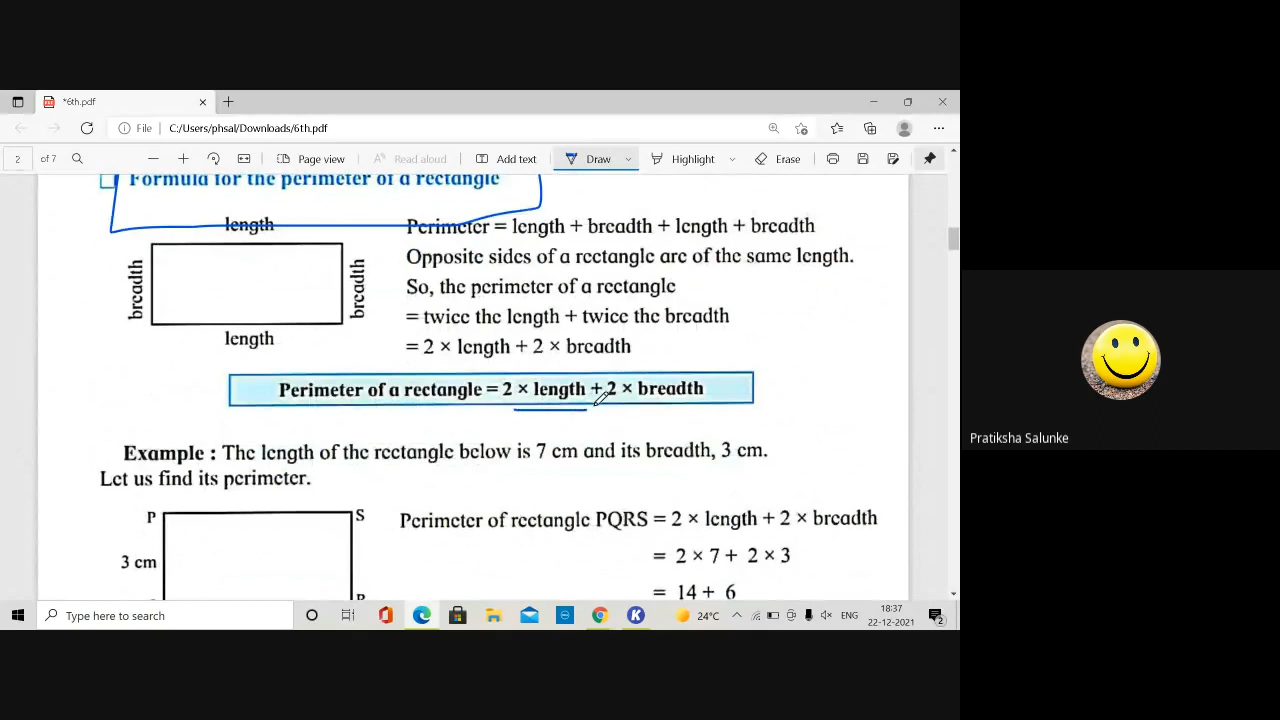 *6th.pdf
File C:/Users/phsal/Downloads/6th.pdf
2 of 7 Page view Read aloud Add text Draw Highlight Erase
Formula for the perimeter of a rectangle
length
breadth
breadth
length
Perimeter = length + breadth + length + breadth
Opposite sides of a rectangle are of the same length.
So, the perimeter of a rectangle
= twice the length + twice the breadth
= 2 × length + 2 × breadth
Perimeter of a rectangle = 2 × length + 2 × breadth
Example : The length of the rectangle below is 7 cm and its breadth, 3 cm.
Let us find its perimeter.
P S
3 cm
Perimeter of rectangle PQRS = 2 × length + 2 × breadth
= 2 × 7 + 2 × 3
= 14 + 6
Type here to search
24°C ENG 18:37
22-12-2021 2
Pratiksha Salunke